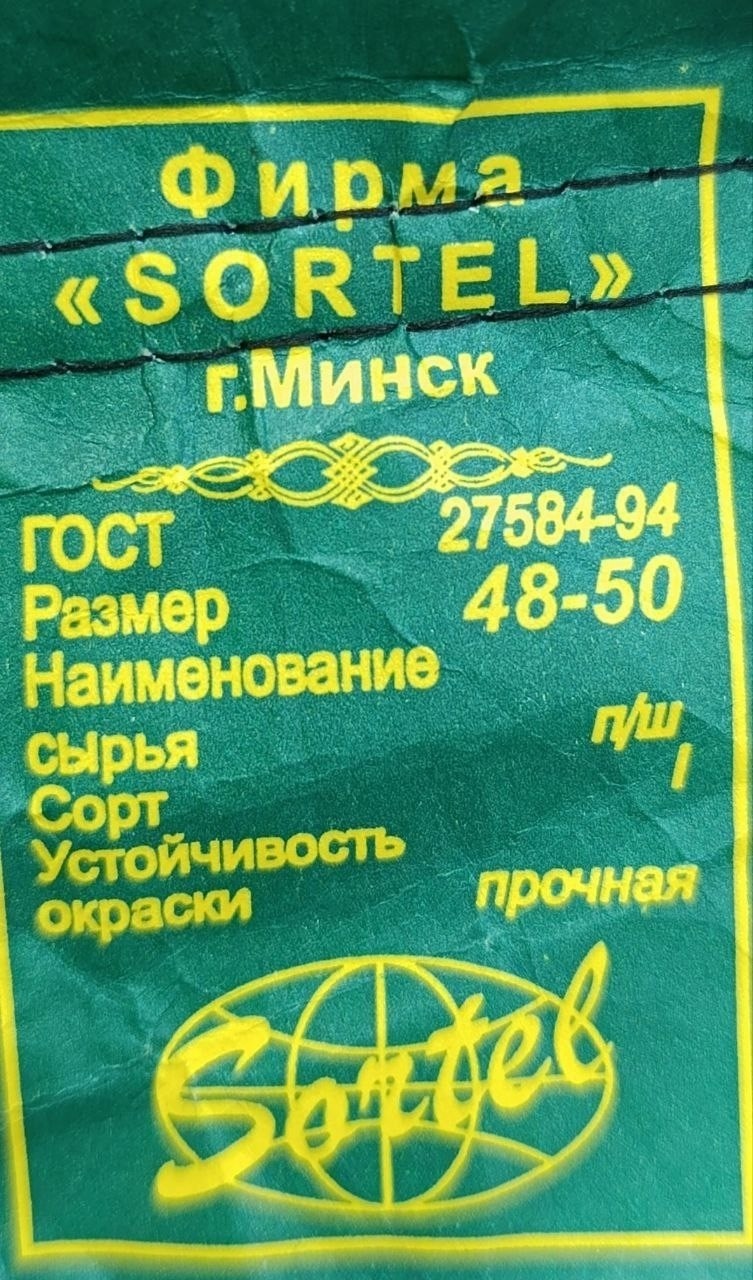 Фирма
«SORTEL»
г.Минск
ГОСТ 27584-94
Размер 48-50
Наименование
сырья п/ш
Сорт I
Устойчивость
окраски прочная
Sortel